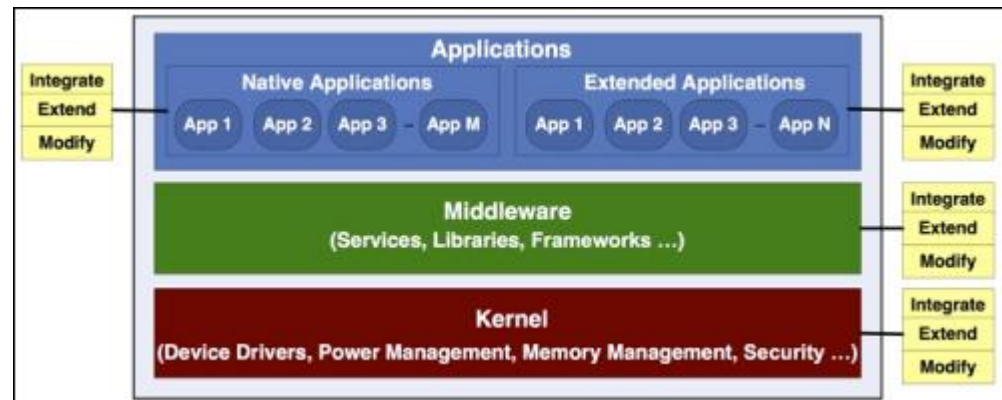 Applications
Integrate
Extend
Modify
Native Applications
App 1 App 2 App 3 - App M
Extended Applications
App 1 App 2 App 3 - App N
Integrate
Extend
Modify
Middleware
(Services, Libraries, Frameworks ...)
Integrate
Extend
Modify
Kernel
(Device Drivers, Power Management, Memory Management, Security ...)
Integrate
Extend
Modify